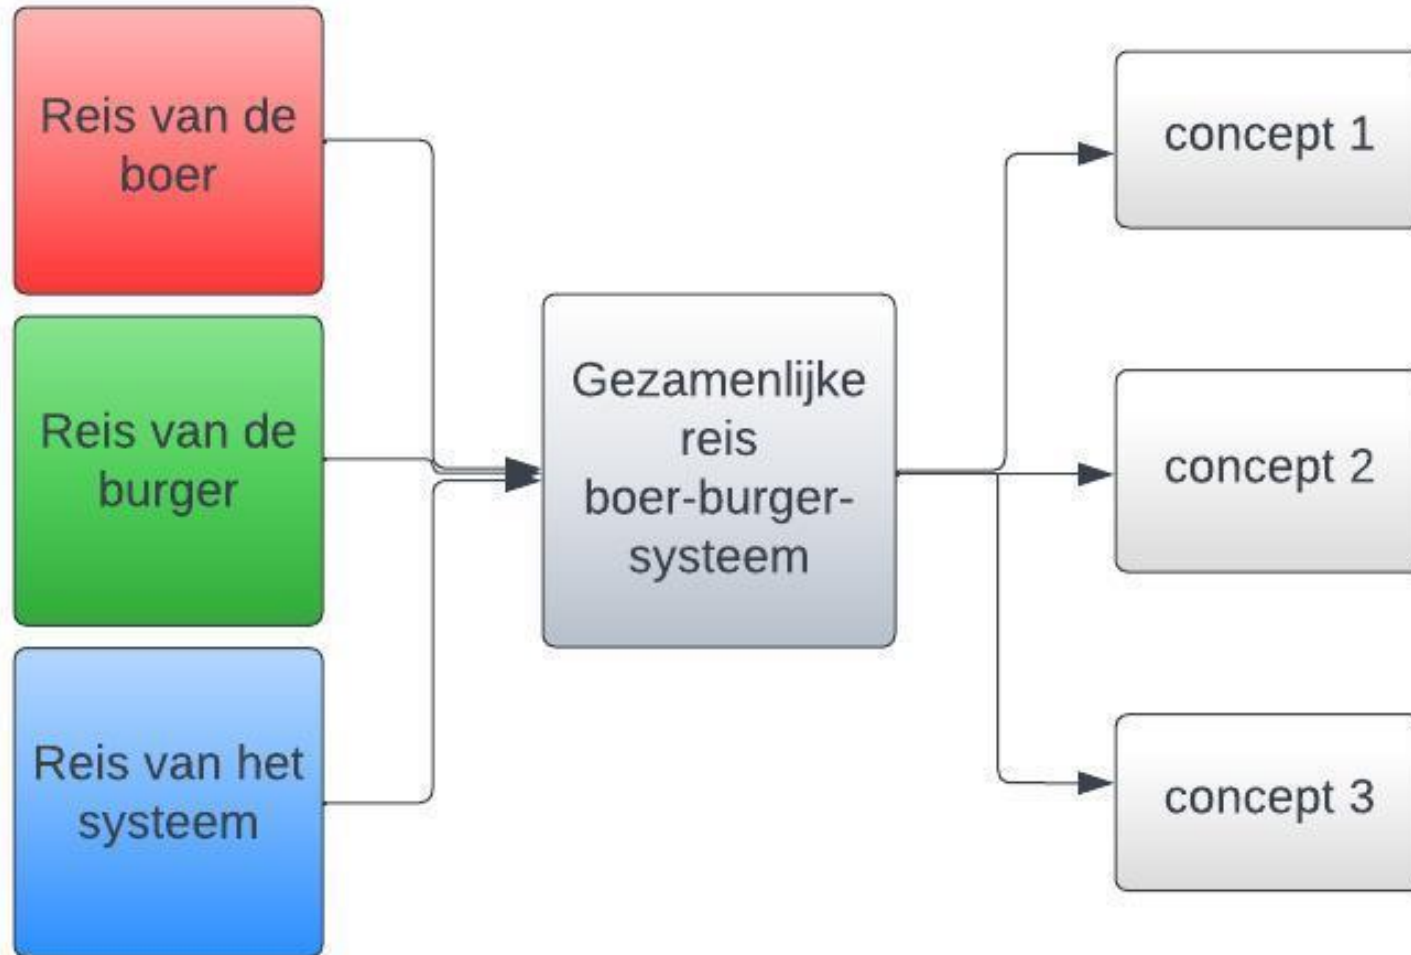 Reis van de
boer
Reis van de
burger
Reis van het
systeem
Gezamenlijke
reis
boer-burger-
systeem
concept 1
concept 2
concept 3